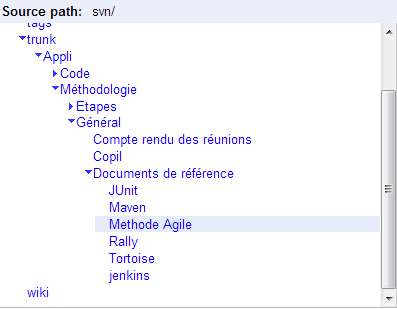 Source path: svn/
tags
trunk
Appli
Code
Méthodologie
Etapes
Général
Compte rendu des réunions
Copil
Documents de référence
JUnit
Maven
Methode Agile
Rally
Tortoise
jenkins
wiki